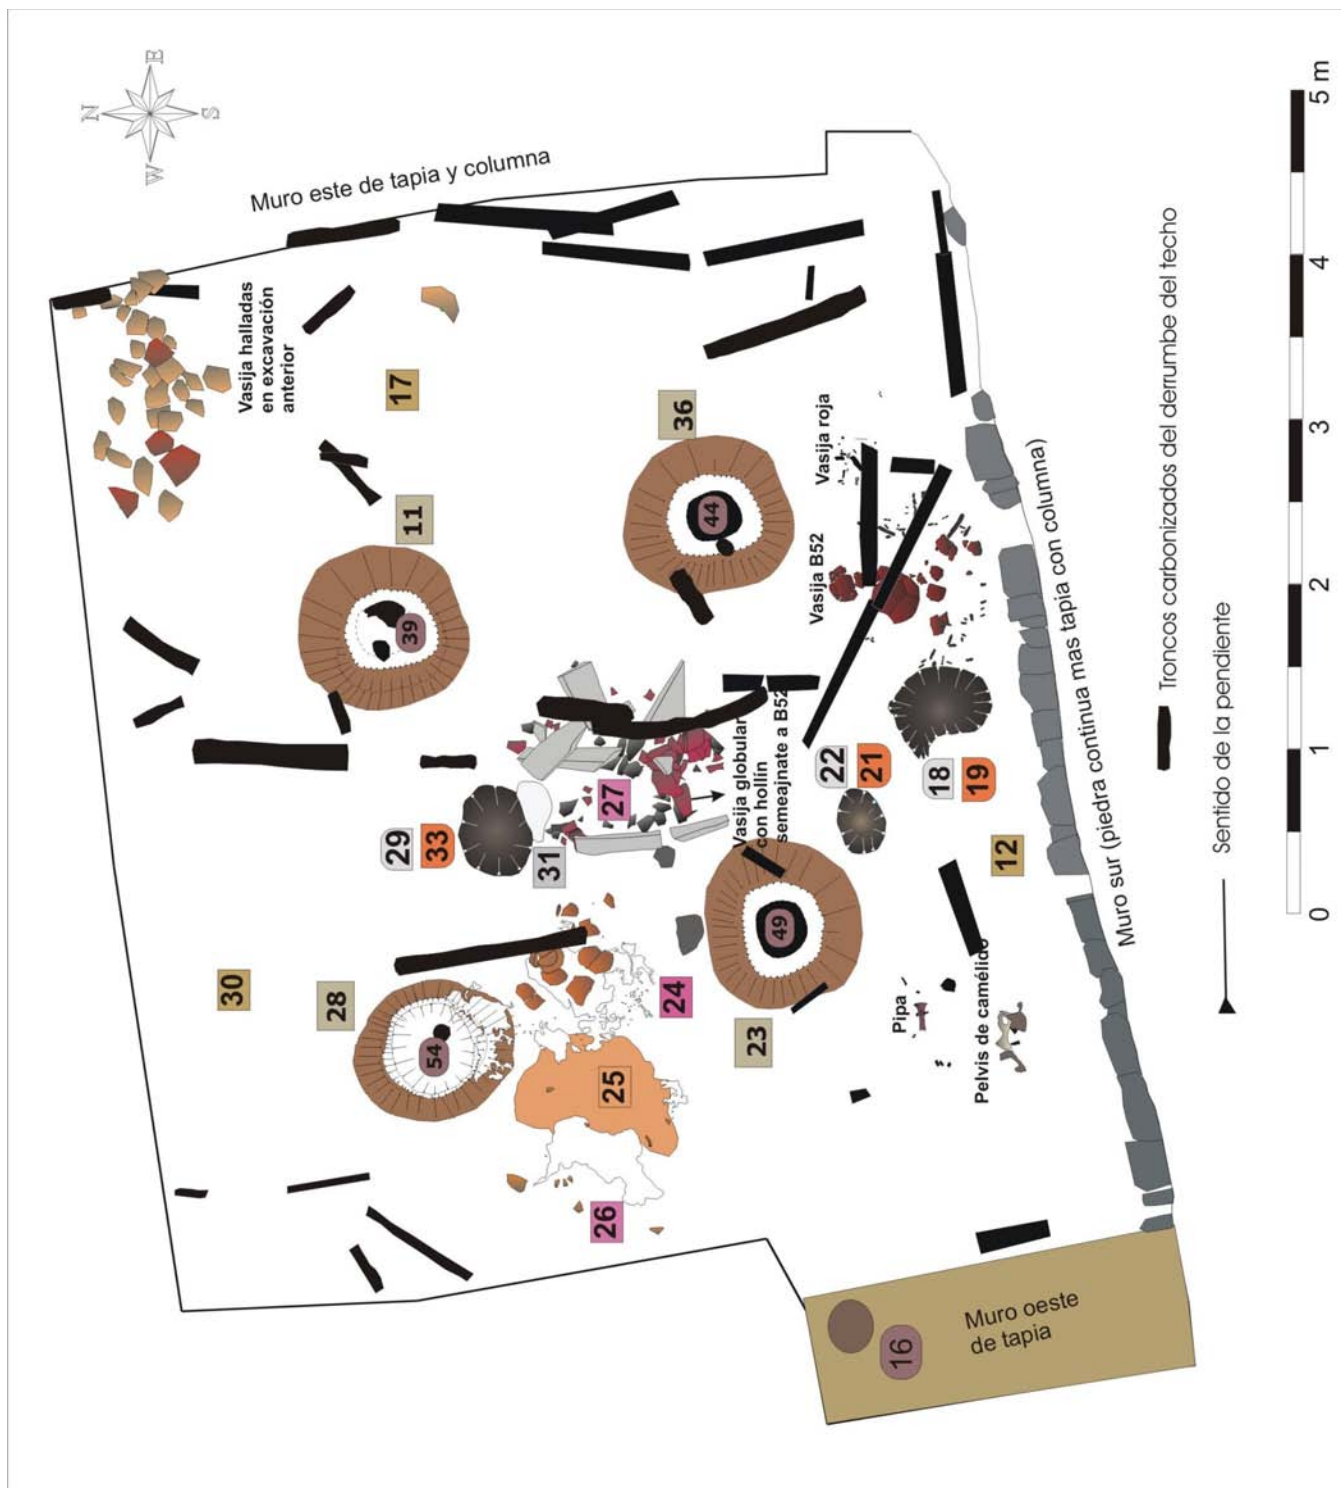 N
W
E
S
Muro este de tapia y columna
Vasija halladas
en excavación
anterior
17
11
36
39
44
Vasija roja
Vasija B52
30
28
29
33
31
27
22
21
18
19
Vasija globular
con hollín
semeajnate a B52
12
54
49
24
25
26
23
Pipa
Pelvis de camélido
Muro sur (piedra continua mas tapia con columna)
16
Muro oeste
de tapia
Troncos carbonizados del derrumbe del techo
Sentido de la pendiente
0
1
2
3
4
5 m